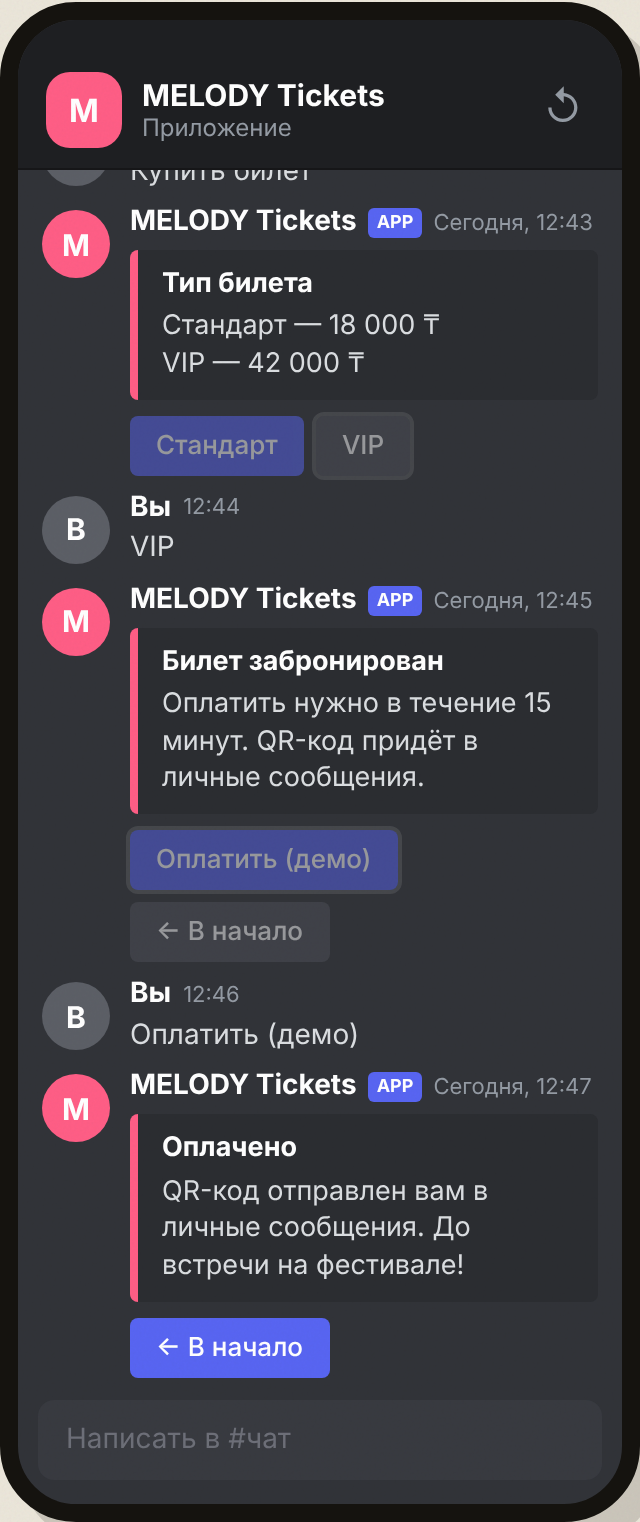 M
MELODY Tickets
Приложение
Купить билет
M
MELODY Tickets APP Сегодня, 12:43
Тип билета
Стандарт — 18 000 ₸
VIP — 42 000 ₸
Стандарт VIP
В
Вы 12:44
VIP
M
MELODY Tickets APP Сегодня, 12:45
Билет забронирован
Оплатить нужно в течение 15
минут. QR-код придёт в
личные сообщения.
Оплатить (демо)
← В начало
В
Вы 12:46
Оплатить (демо)
M
MELODY Tickets APP Сегодня, 12:47
Оплачено
QR-код отправлен вам в
личные сообщения. До
встречи на фестивале!
← В начало
Написать в #чат